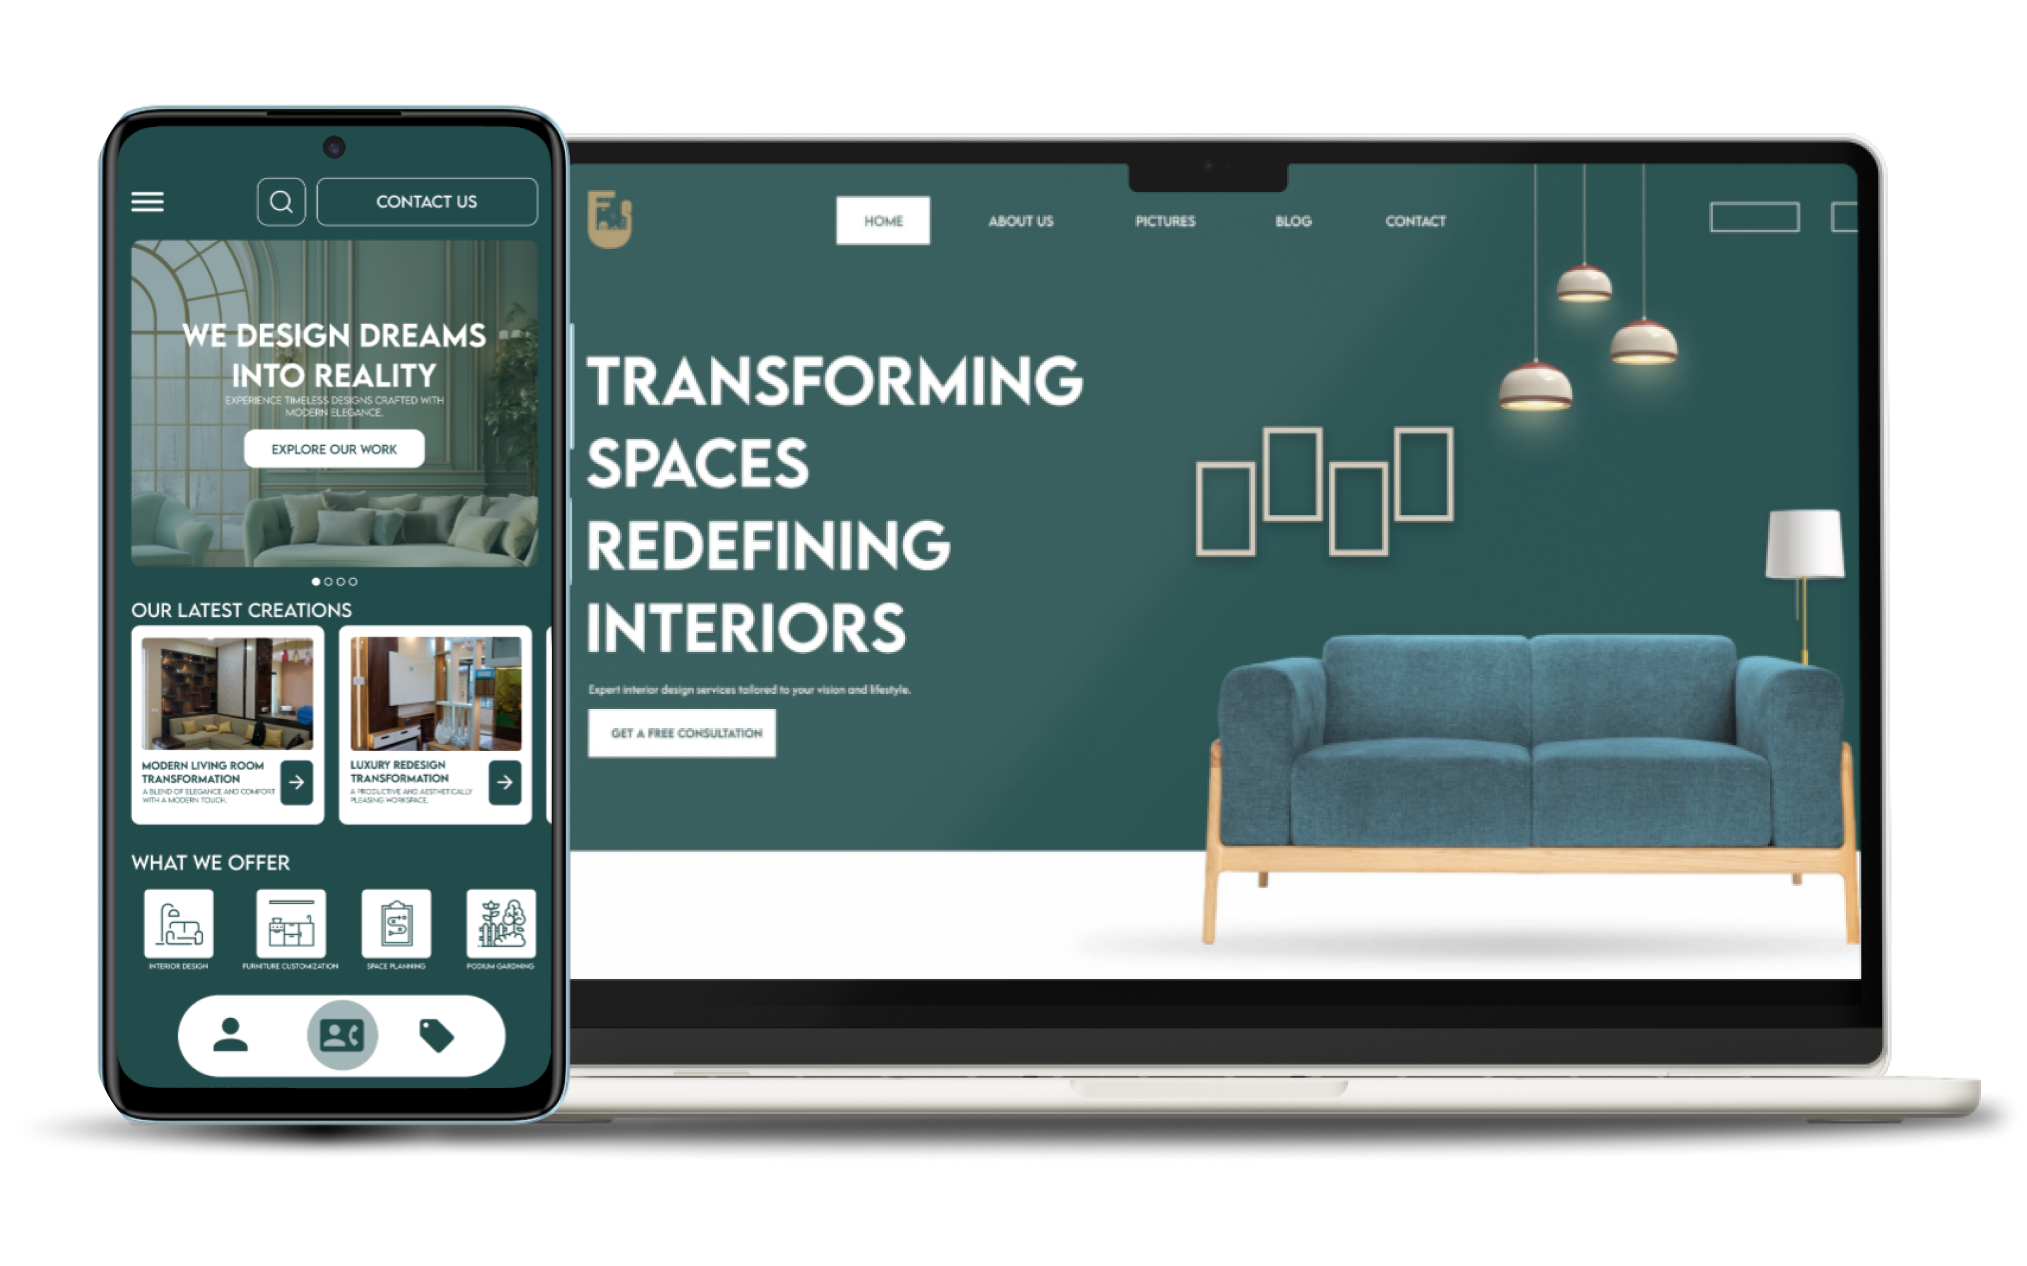 CONTACT US
WE DESIGN DREAMS
INTO REALITY
EXPERIENCE TIMELESS DESIGNS CRAFTED WITH
MODERN ELEGANCE.
EXPLORE OUR WORK
OUR LATEST CREATIONS
MODERN LIVING ROOM
TRANSFORMATION
A BLEND OF ELEGANCE AND COMFORT
WITH A MODERN TOUCH.
LUXURY REDESIGN
TRANSFORMATION
A PRODUCTIVE AND AESTHETICALLY
PLEASING WORKSPACE.
WHAT WE OFFER
INTERIOR DESIGN
FURNITURE CUSTOMIZATION
SPACE PLANNING
PODIUM GARDNING
HOME
ABOUT US
PICTURES
BLOG
CONTACT
TRANSFORMING
SPACES
REDEFINING
INTERIORS
Expert interior design services tailored to your vision and lifestyle.
GET A FREE CONSULTATION